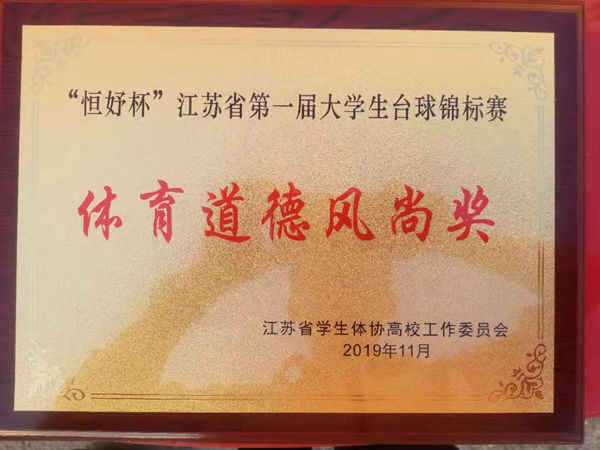 “恒妤杯”江苏省第一届大学生台球锦标赛
体育道德风尚奖
江苏省学生体协高校工作委员会
2019年11月